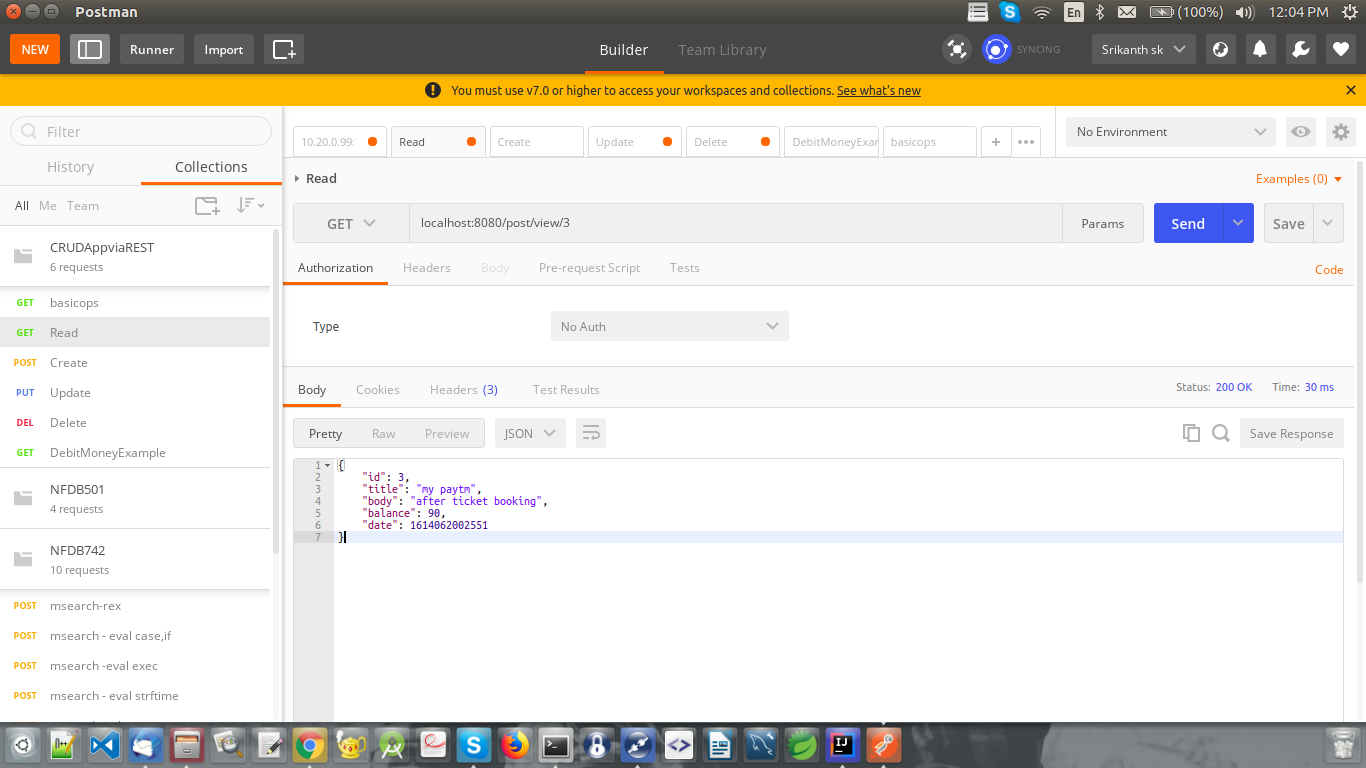 Postman
En
(100%)
12:04 PM
NEW
Runner
Import
Builder
Team Library
SYNCING
Srikanth sk
You must use v7.0 or higher to access your workspaces and collections. See what's new
Filter
History
Collections
All Me Team
CRUDAppviaREST
6 requests
GET basicops
GET Read
POST Create
PUT Update
DEL Delete
GET DebitMoneyExample
NFDB501
4 requests
NFDB742
10 requests
POST msearch-rex
POST msearch - eval case,if
POST msearch -eval exec
POST msearch - eval strftime
10.20.0.99:
Read
Create
Update
Delete
DebitMoneyExam
basicops
No Environment
Read
Examples (0)
GET
localhost:8080/post/view/3
Params
Send
Save
Authorization
Headers
Body
Pre-request Script
Tests
Code
Type
No Auth
Body
Cookies
Headers (3)
Test Results
Status: 200 OK
Time: 30 ms
Pretty
Raw
Preview
JSON
Save Response
1 {
2 "id": 3,
3 "title": "my paytm",
4 "body": "after ticket booking",
5 "balance": 90,
6 "date": 1614062002551
7 }